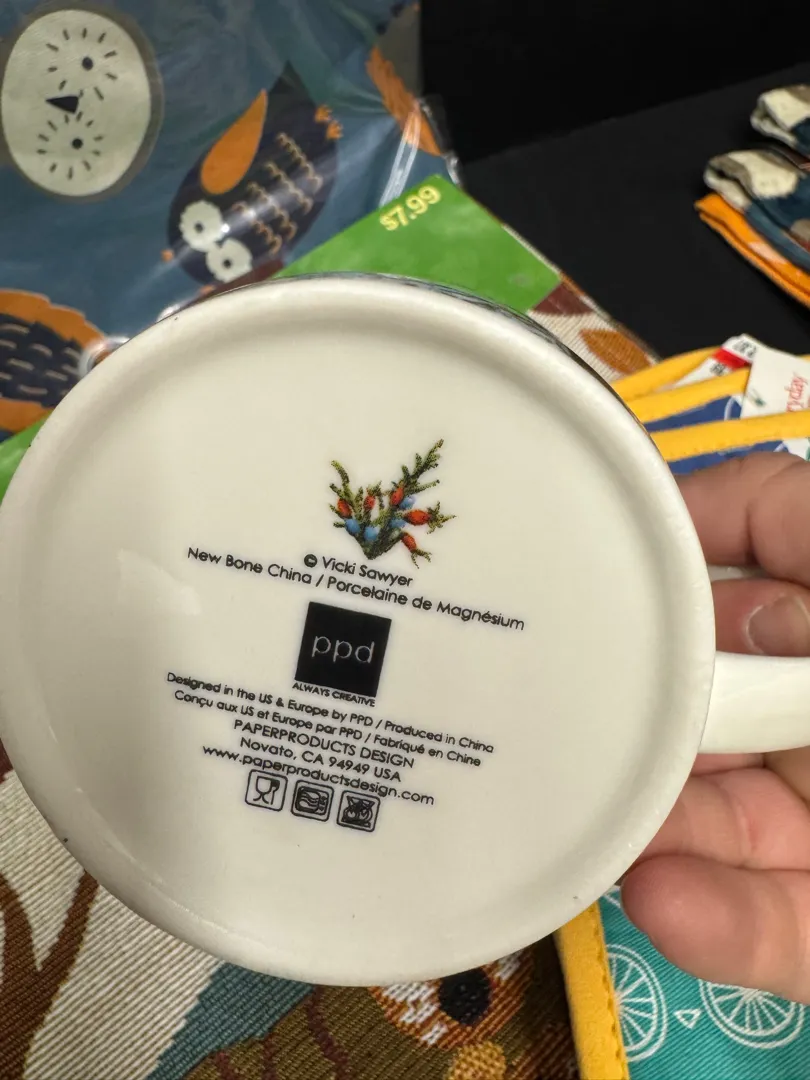 $7.99
© Vicki Sawyer
New Bone China / Porcelaine de Magnésium
ppd
ALWAYS CREATIVE
Designed in the US & Europe by PPD / Produced in China
Conçu aux US et Europe par PPD / Fabriqué en Chine
PAPERPRODUCTS DESIGN
Novato, CA 94949 USA
www.paperproductsdesign.com